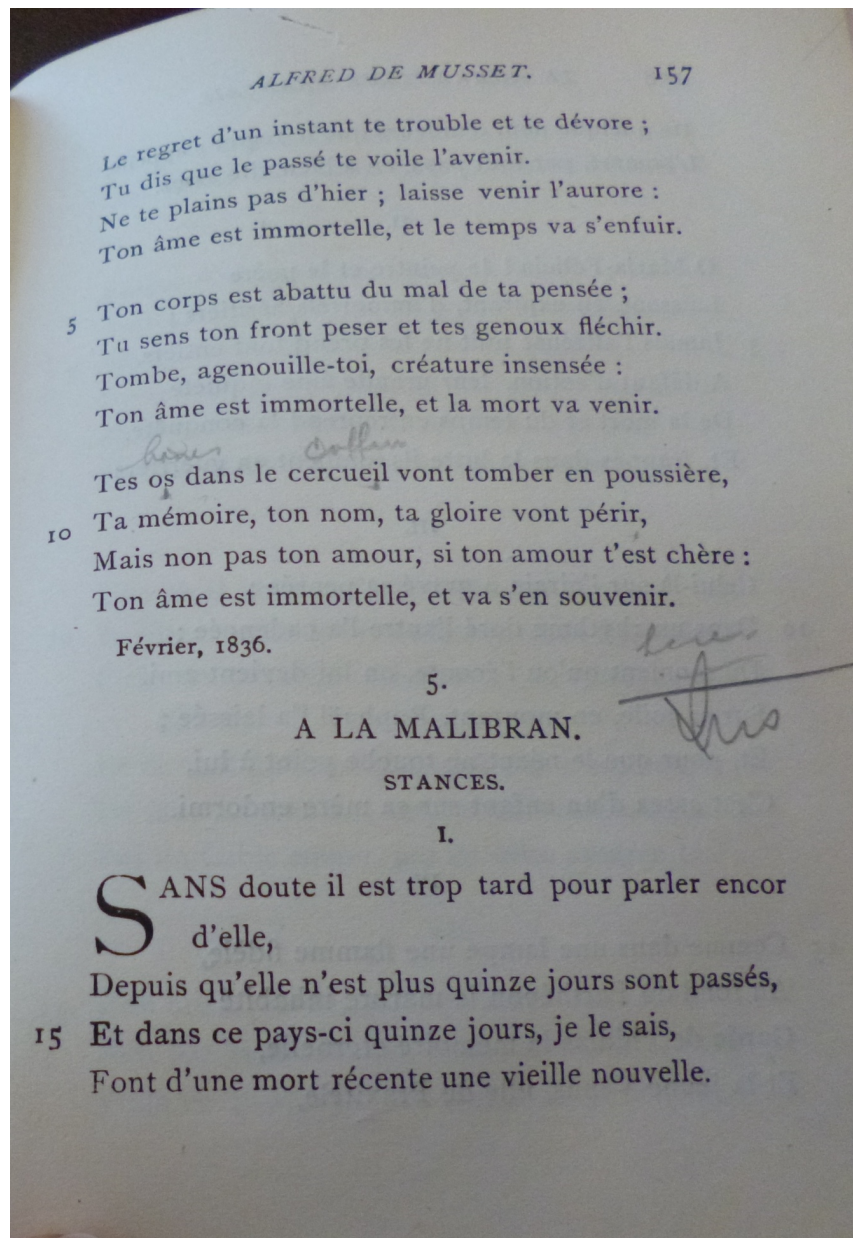 ALFRED DE MUSSET. 157
Le regret d'un instant te trouble et te dévore ;
Tu dis que le passé te voile l'avenir.
Ne te plains pas d'hier ; laisse venir l'aurore :
Ton âme est immortelle, et le temps va s'enfuir.
5 Ton corps est abattu du mal de ta pensée ;
Tu sens ton front peser et tes genoux fléchir.
Tombe, agenouille-toi, créature insensée :
Ton âme est immortelle, et la mort va venir.
bones coffin
Tes os dans le cercueil vont tomber en poussière,
10 Ta mémoire, ton nom, ta gloire vont périr,
Mais non pas ton amour, si ton amour t'est chère :
Ton âme est immortelle, et va s'en souvenir.
Février, 1836.
5.
A LA MALIBRAN.
STANCES.
I.
SANS doute il est trop tard pour parler encor
d'elle,
Depuis qu'elle n'est plus quinze jours sont passés,
15 Et dans ce pays-ci quinze jours, je le sais,
Font d'une mort récente une vieille nouvelle.